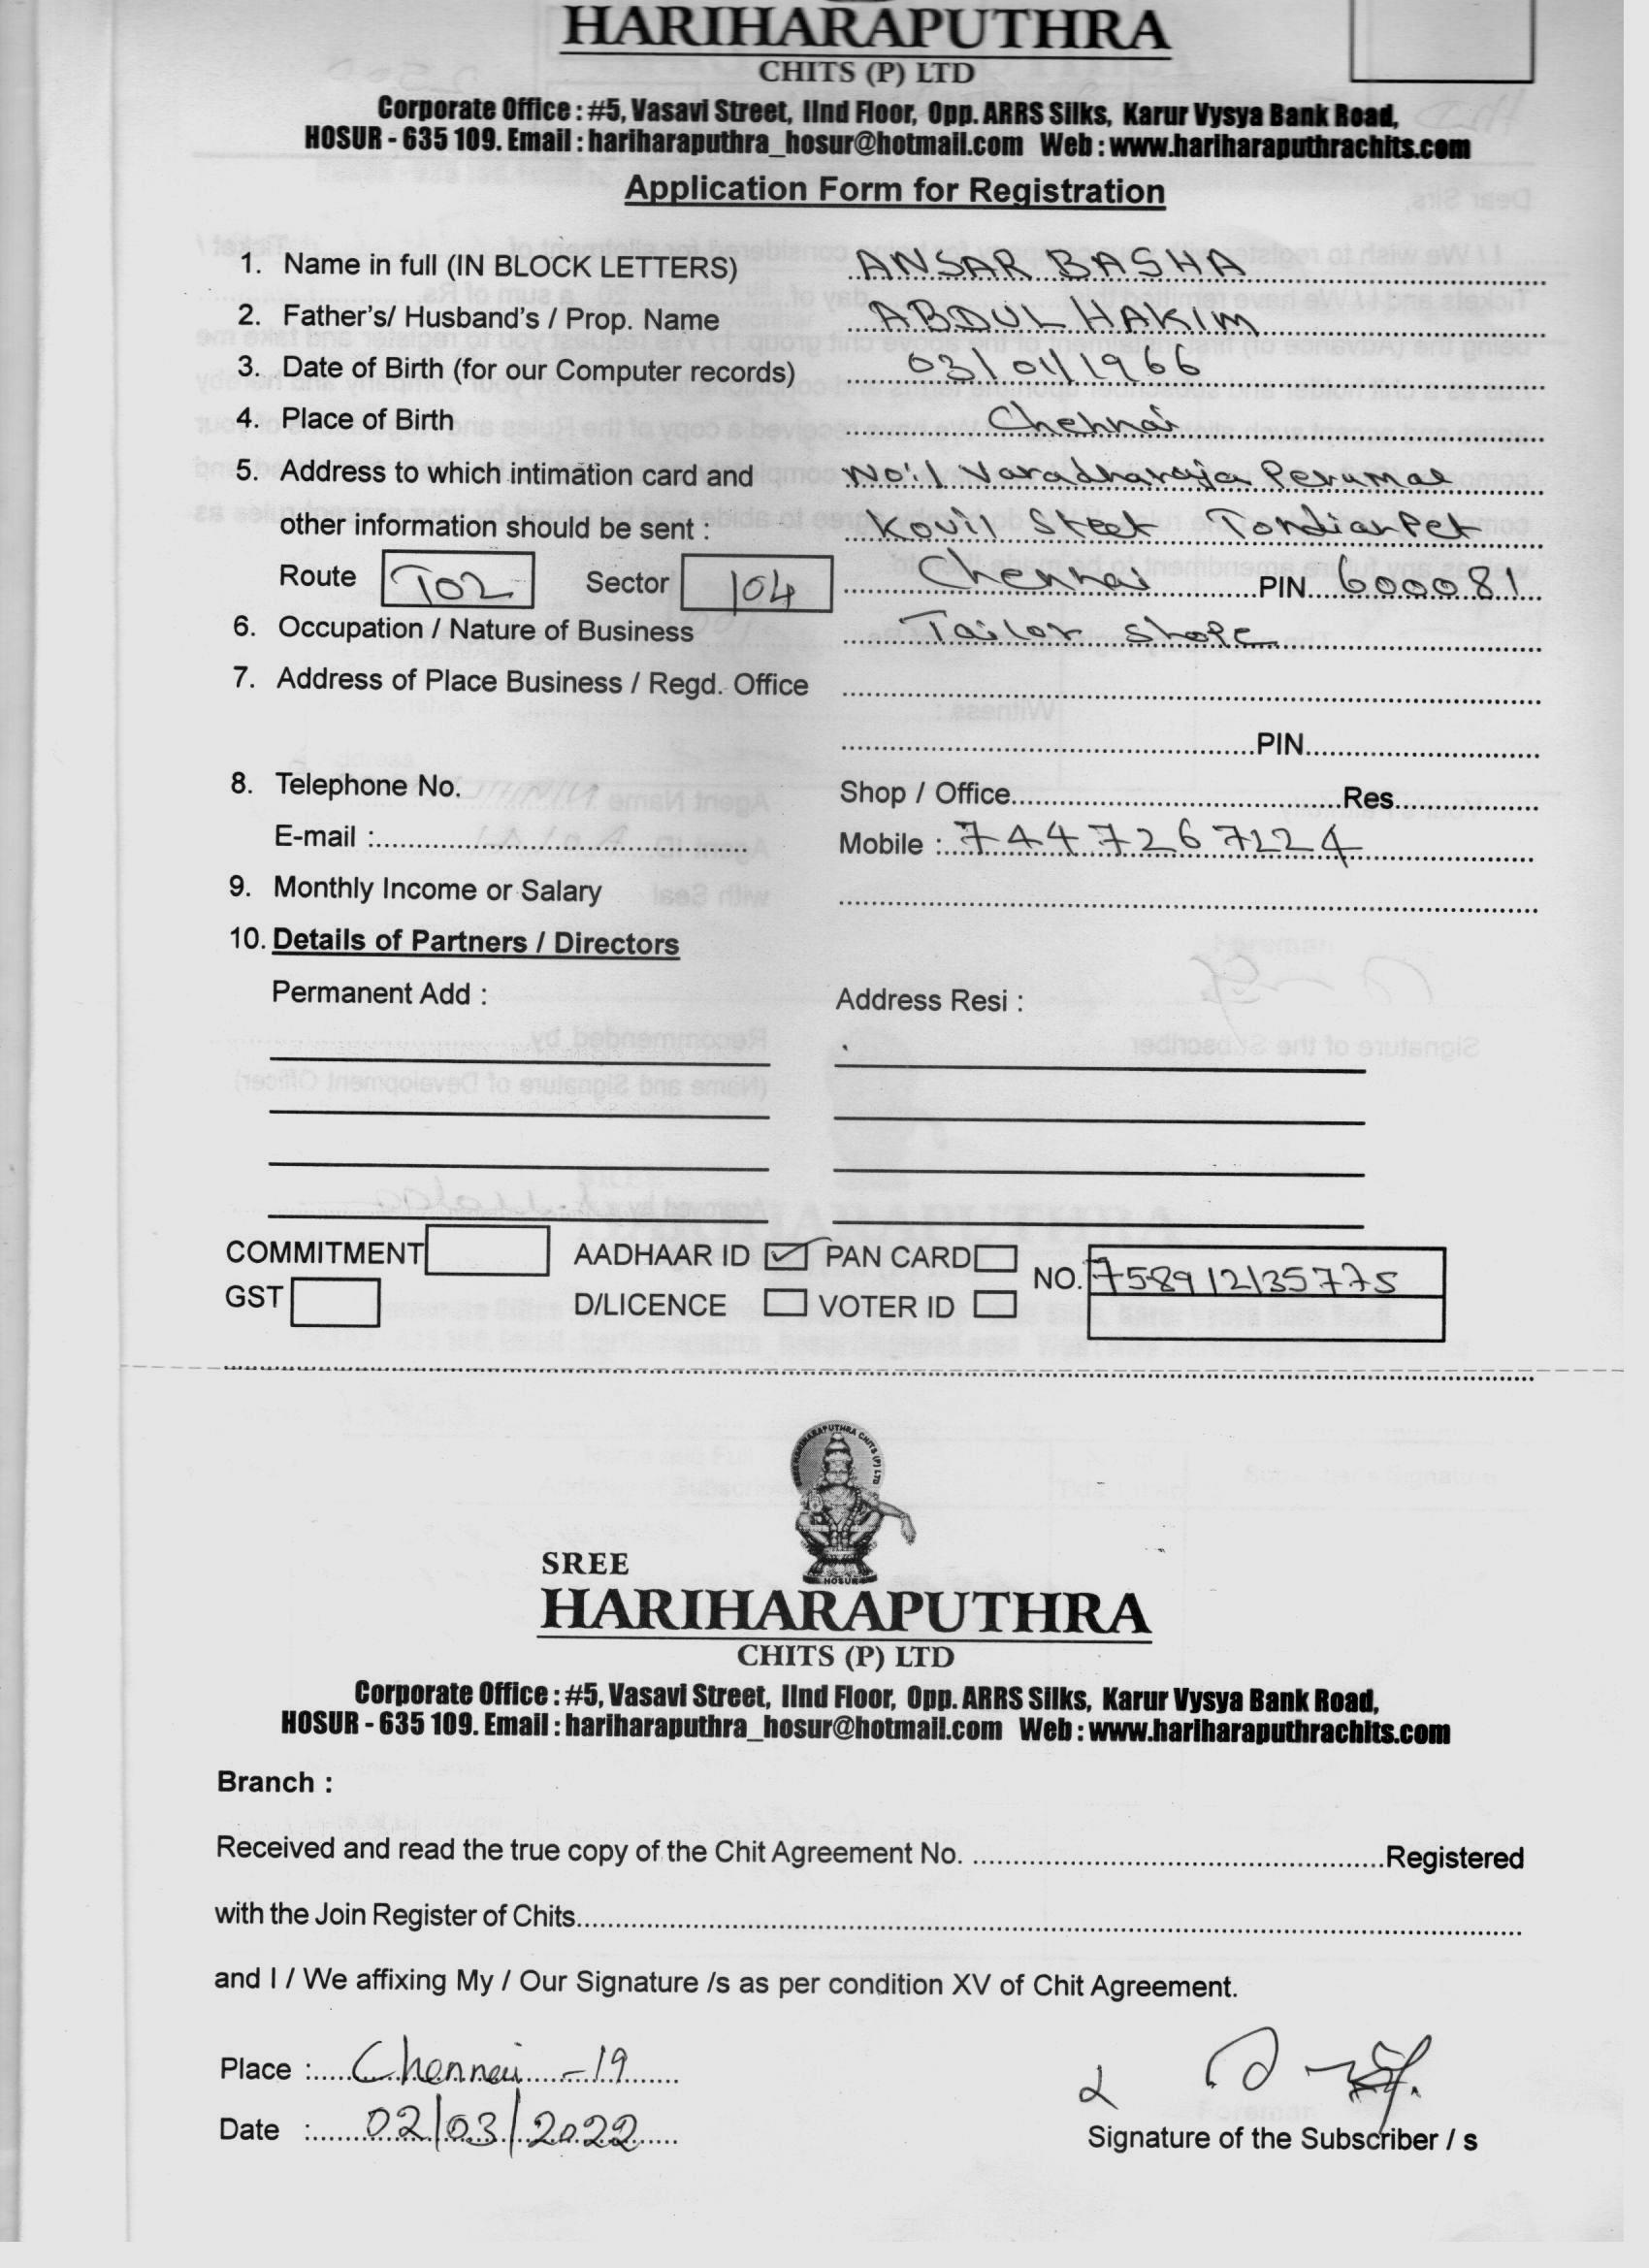 HARIHARAPUTHRA
CHITS (P) LTD
Corporate Office : #5, Vasavi Street, IInd Floor, Opp. ARRS Silks, Karur Vysya Bank Road,
HOSUR - 635 109. Email : hariharaputhra_hosur@hotmail.com Web : www.hariharaputhrachits.com
Application Form for Registration
1. Name in full (IN BLOCK LETTERS) ANSAR BASHA
2. Father's/ Husband's / Prop. Name ABDUL HAKIM
3. Date of Birth (for our Computer records) 03/01/1966
4. Place of Birth Chennai
5. Address to which intimation card and No:1 Varadharaja Perumal
other information should be sent : Kovil Steet TondiarPet
Route T02 Sector 104 Chennai PIN 600081
6. Occupation / Nature of Business Tailor Shope
7. Address of Place Business / Regd. Office
PIN
8. Telephone No. Shop / Office Res.
E-mail : Mobile : 7447267224
9. Monthly Income or Salary
10. Details of Partners / Directors
Permanent Add : Address Resi :
COMMITMENT AADHAAR ID PAN CARD NO. 758912135775
GST D/LICENCE VOTER ID
SREE
HARIHARAPUTHRA
CHITS (P) LTD
Corporate Office : #5, Vasavi Street, IInd Floor, Opp. ARRS Silks, Karur Vysya Bank Road,
HOSUR - 635 109. Email : hariharaputhra_hosur@hotmail.com Web : www.hariharaputhrachits.com
Branch :
Received and read the true copy of the Chit Agreement No. Registered
with the Join Register of Chits
and I / We affixing My / Our Signature /s as per condition XV of Chit Agreement.
Place : Chennai -19
Date : 02/03/2022
Signature of the Subscriber / s